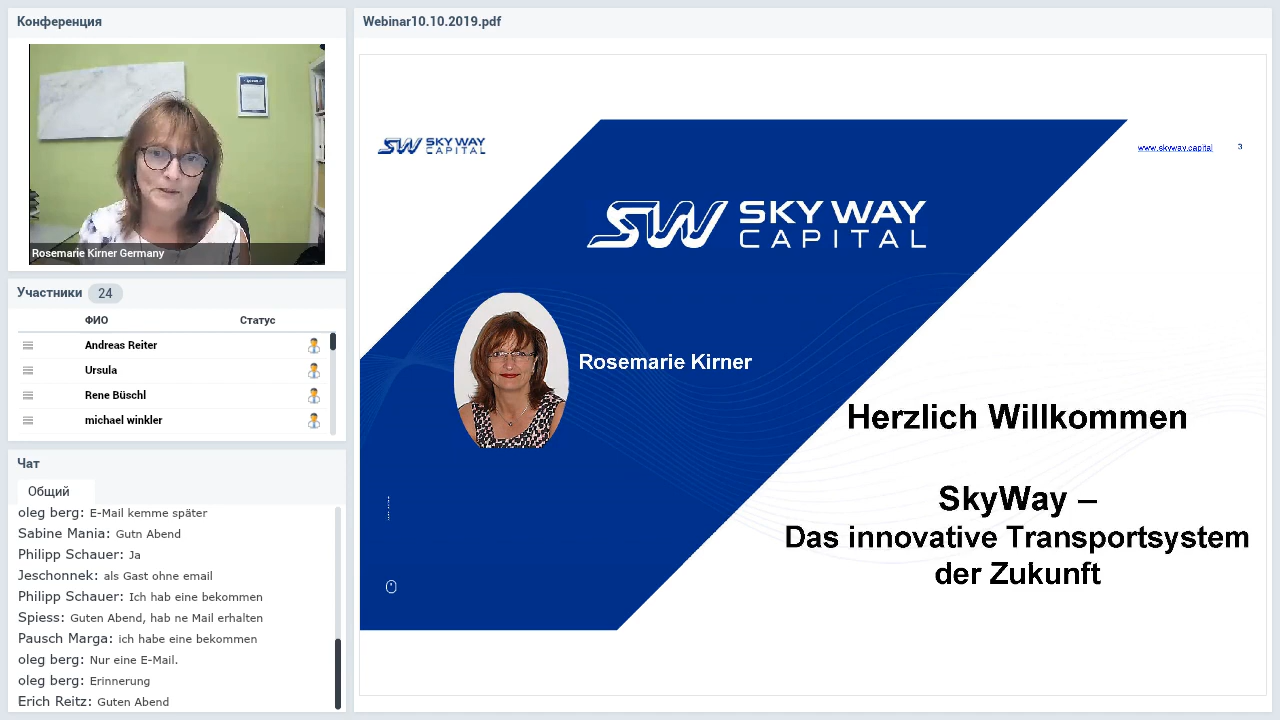 Конференция
Rosemarie Kirner Germany
Участники 24
ФИО Статус
Andreas Reiter
Ursula
Rene Büschl
michael winkler
Чат
Общий
oleg berg: E-Mail kemme später
Sabine Mania: Gutn Abend
Philipp Schauer: Ja
Jeschonnek: als Gast ohne email
Philipp Schauer: Ich hab eine bekommen
Spiess: Guten Abend, hab ne Mail erhalten
Pausch Marga: ich habe eine bekommen
oleg berg: Nur eine E-Mail.
oleg berg: Erinnerung
Erich Reitz: Guten Abend
Webinar10.10.2019.pdf
SW SKY WAY
CAPITAL
www.skyway.capital 3
SW SKY WAY
CAPITAL
Rosemarie Kirner
Herzlich Willkommen
SkyWay –
Das innovative Transportsystem
der Zukunft